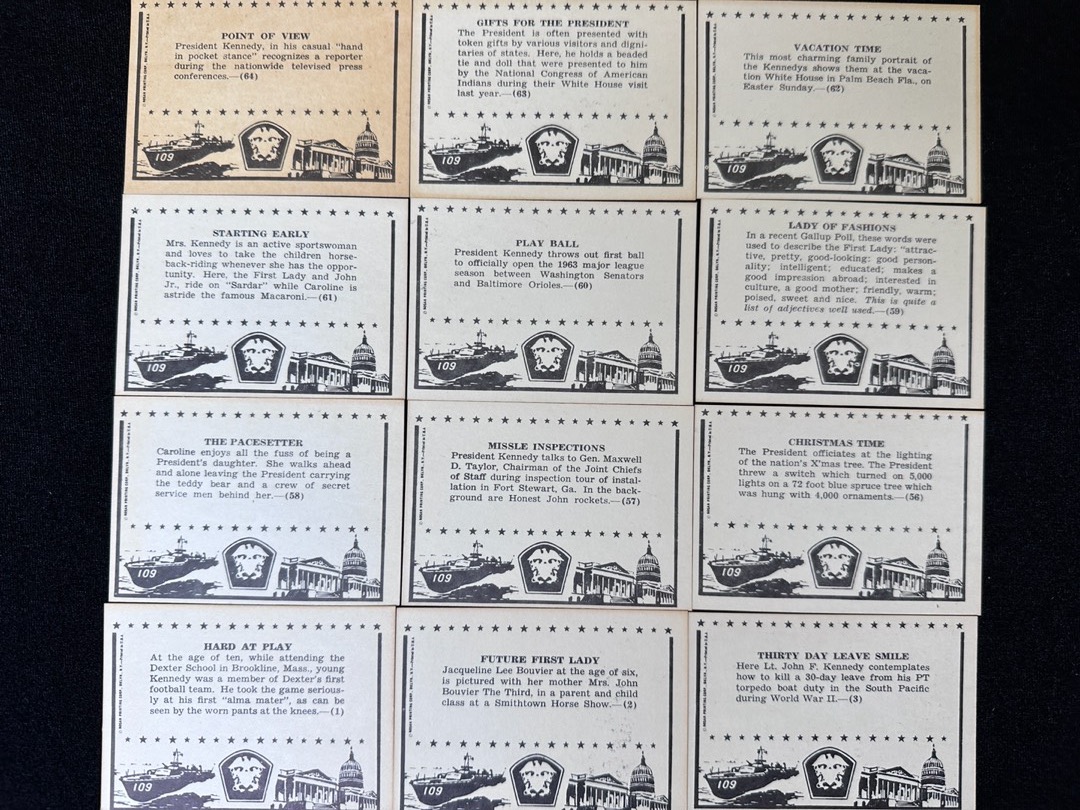 POINT OF VIEW
President Kennedy, in his casual "hand
in pocket stance" recognizes a reporter
during the nationwide televised press
conferences.—(64)
109
GIFTS FOR THE PRESIDENT
The President is often presented with
token gifts by various visitors and digni-
taries of states. Here, he holds a beaded
tie and doll that were presented to him
by the National Congress of American
Indians during their White House visit
last year.—(63)
109
VACATION TIME
This most charming family portrait of
the Kennedys shows them at the vaca-
tion White House in Palm Beach Fla., on
Easter Sunday.—(62)
109
STARTING EARLY
Mrs. Kennedy is an active sportswoman
and loves to take the children horse-
back-riding whenever she has the oppor-
tunity. Here, the First Lady and John
Jr., ride on "Sardar" while Caroline is
astride the famous Macaroni.—(61)
109
PLAY BALL
President Kennedy throws out first ball
to officially open the 1963 major league
season between Washington Senators
and Baltimore Orioles.—(60)
109
LADY OF FASHIONS
In a recent Gallup Poll, these words were
used to describe the First Lady: "attrac-
tive, pretty, good-looking: good person-
ality; intelligent; educated; makes a
good impression abroad; interested in
culture, a good mother; friendly, warm;
poised, sweet and nice. This is quite a
list of adjectives well used.—(59)
109
THE PACESETTER
Caroline enjoys all the fuss of being a
President's daughter. She walks ahead
and alone leaving the President carrying
the teddy bear and a crew of secret
service men behind her.—(58)
109
MISSLE INSPECTIONS
President Kennedy talks to Gen. Maxwell
D. Taylor, Chairman of the Joint Chiefs
of Staff during inspection tour of instal-
lation in Fort Stewart, Ga. In the back-
ground are Honest John rockets.—(57)
109
CHRISTMAS TIME
The President officiates at the lighting
of the nation's X'mas tree. The President
threw a switch which turned on 5,000
lights on a 72 foot blue spruce tree which
was hung with 4,000 ornaments.—(56)
109
HARD AT PLAY
At the age of ten, while attending the
Dexter School in Brookline, Mass., young
Kennedy was a member of Dexter's first
football team. He took the game serious-
ly at his first "alma mater", as can be
seen by the worn pants at the knees.—(1)
109
FUTURE FIRST LADY
Jacqueline Lee Bouvier at the age of six,
is pictured with her mother Mrs. John
Bouvier The Third, in a parent and child
class at a Smithtown Horse Show.—(2)
109
THIRTY DAY LEAVE SMILE
Here Lt. John F. Kennedy contemplates
how to kill a 30-day leave from his PT
torpedo boat duty in the South Pacific
during World War II.—(3)
109